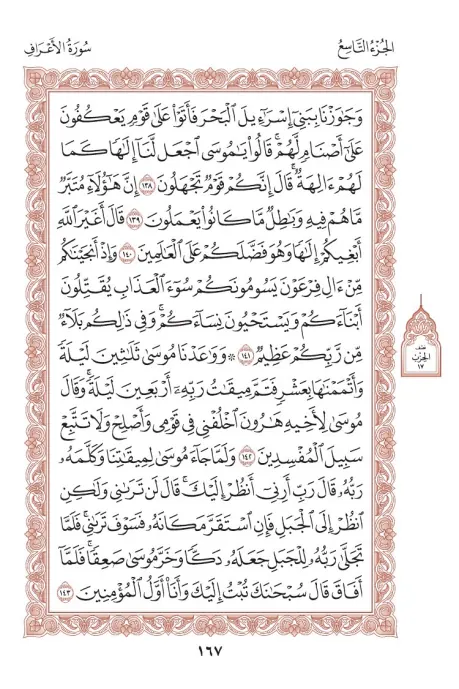 الجُزْءُ التَّاسِعُ
سُورَةُ الأَعْرَافِ
وَجَٰوَزْنَا بِبَنِيٓ إِسْرَٰٓءِيلَ ٱلْبَحْرَ فَأَتَوْا۟ عَلَىٰ قَوْمٍ يَعْكُفُونَ
عَلَىٰٓ أَصْنَامٍ لَّهُمْ ۚ قَالُوا۟ يَٰمُوسَى ٱجْعَل لَّنَآ إِلَٰهًا كَمَا
لَهُمْ ءَالِهَةٌ ۚ قَالَ إِنَّكُمْ قَوْمٌ تَجْهَلُونَ ١٣٨ إِنَّ هَٰٓؤُلَآءِ مُتَبَّرٌ
مَّا هُمْ فِيهِ وَبَٰطِلٌ مَّا كَانُوا۟ يَعْمَلُونَ ١٣٩ قَالَ أَغَيْرَ ٱللَّهِ
أَبْغِيكُمْ إِلَٰهًا وَهُوَ فَضَّلَكُمْ عَلَى ٱلْعَٰلَمِينَ ١٤٠ وَإِذْ أَنجَيْنَٰكُم
مِّنْ ءَالِ فِرْعَوْنَ يَسُومُونَكُمْ سُوٓءَ ٱلْعَذَابِ يُقَتِّلُونَ
أَبْنَآءَكُمْ وَيَسْتَحْيُونَ نِسَآءَكُمْ ۚ وَفِي ذَٰلِكُم بَلَآءٌ
مِّن رَّبِّكُمْ عَظِيمٌ ١٤١ ۞ وَوَٰعَدْنَا مُوسَىٰ ثَلَٰثِينَ لَيْلَةً
وَأَتْمَمْنَٰهَا بِعَشْرٍ فَتَمَّ مِيقَٰتُ رَبِّهِۦٓ أَرْبَعِينَ لَيْلَةً ۚ وَقَالَ
مُوسَىٰ لِأَخِيهِ هَٰرُونَ ٱخْلُفْنِي فِي قَوْمِي وَأَصْلِحْ وَلَا تَتَّبِعْ
سَبِيلَ ٱلْمُفْسِدِينَ ١٤٢ وَلَمَّا جَآءَ مُوسَىٰ لِمِيقَٰتِنَا وَكَلَّمَهُۥ
رَبُّهُۥ قَالَ رَبِّ أَرِنِيٓ أَنظُرْ إِلَيْكَ ۚ قَالَ لَن تَرَىٰنِي وَلَٰكِنِ
ٱنظُرْ إِلَى ٱلْجَبَلِ فَإِنِ ٱسْتَقَرَّ مَكَانَهُۥ فَسَوْفَ تَرَىٰنِي ۚ فَلَمَّا
تَجَلَّىٰ رَبُّهُۥ لِلْجَبَلِ جَعَلَهُۥ دَكًّا وَخَرَّ مُوسَىٰ صَعِقًا ۚ فَلَمَّآ
أَفَاقَ قَالَ سُبْحَٰنَكَ تُبْتُ إِلَيْكَ وَأَنَا۠ أَوَّلُ ٱلْمُؤْمِنِينَ ١٤٣
الحِزْب
١٧
١٦٧